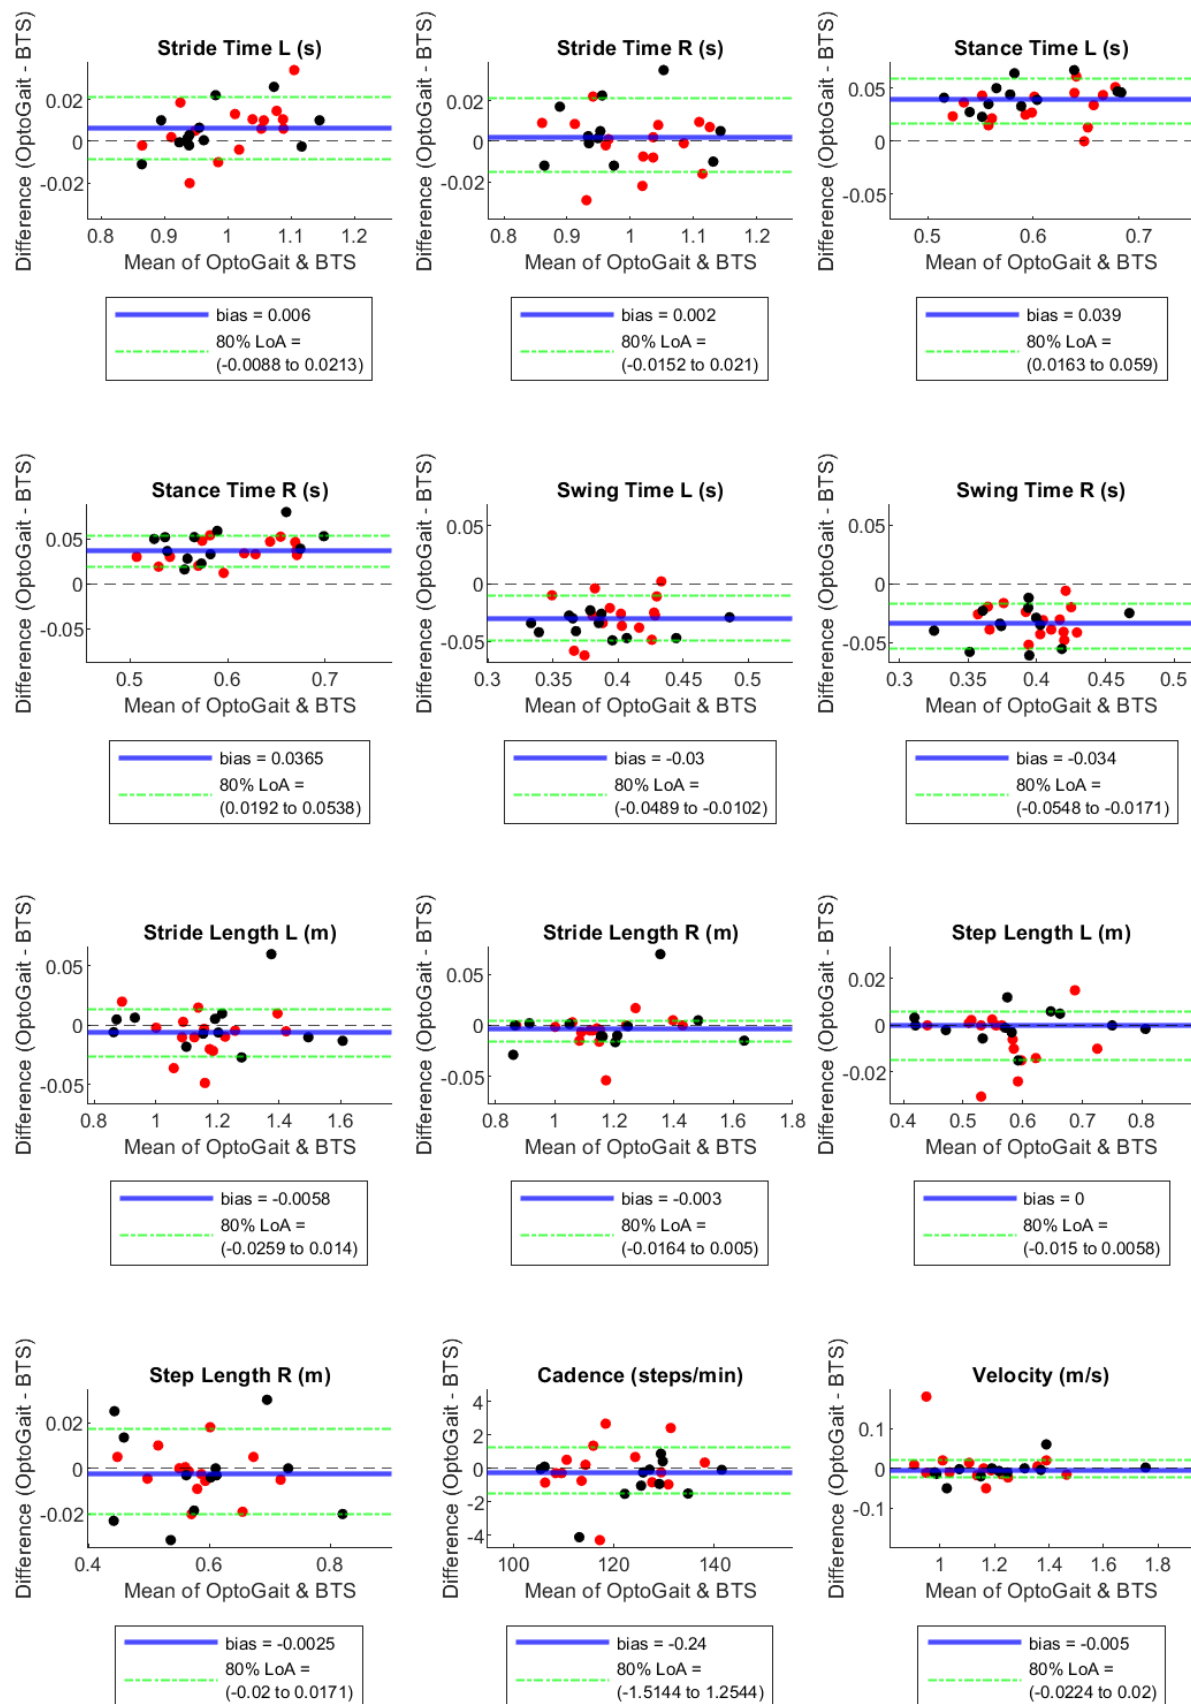 Stride Time L (s)
Difference (OptoGait - BTS)
0.02
0
-0.02
0.8 0.9 1 1.1 1.2
Mean of OptoGait & BTS
bias = 0.006
80% LoA =
(-0.0088 to 0.0213)
Stride Time R (s)
Difference (OptoGait - BTS)
0.02
0
-0.02
0.8 0.9 1 1.1 1.2
Mean of OptoGait & BTS
bias = 0.002
80% LoA =
(-0.0152 to 0.021)
Stance Time L (s)
Difference (OptoGait - BTS)
0.05
0
-0.05
0.5 0.6 0.7
Mean of OptoGait & BTS
bias = 0.039
80% LoA =
(0.0163 to 0.059)
Stance Time R (s)
Difference (OptoGait - BTS)
0.05
0
-0.05
0.5 0.6 0.7
Mean of OptoGait & BTS
bias = 0.0365
80% LoA =
(0.0192 to 0.0538)
Swing Time L (s)
Difference (OptoGait - BTS)
0.05
0
-0.05
0.3 0.35 0.4 0.45 0.5
Mean of OptoGait & BTS
bias = -0.03
80% LoA =
(-0.0489 to -0.0102)
Swing Time R (s)
Difference (OptoGait - BTS)
0.05
0
-0.05
0.3 0.35 0.4 0.45 0.5
Mean of OptoGait & BTS
bias = -0.034
80% LoA =
(-0.0548 to -0.0171)
Stride Length L (m)
Difference (OptoGait - BTS)
0.05
0
-0.05
0.8 1 1.2 1.4 1.6
Mean of OptoGait & BTS
bias = -0.0058
80% LoA =
(-0.0259 to 0.014)
Stride Length R (m)
Difference (OptoGait - BTS)
0.05
0
-0.05
0.8 1 1.2 1.4 1.6 1.8
Mean of OptoGait & BTS
bias = -0.003
80% LoA =
(-0.0164 to 0.005)
Step Length L (m)
Difference (OptoGait - BTS)
0.02
0
-0.02
0.4 0.5 0.6 0.7 0.8
Mean of OptoGait & BTS
bias = 0
80% LoA =
(-0.015 to 0.0058)
Step Length R (m)
Difference (OptoGait - BTS)
0.02
0
-0.02
0.4 0.6 0.8
Mean of OptoGait & BTS
bias = -0.0025
80% LoA =
(-0.02 to 0.0171)
Cadence (steps/min)
Difference (OptoGait - BTS)
4
2
0
-2
-4
100 120 140
Mean of OptoGait & BTS
bias = -0.24
80% LoA =
(-1.5144 to 1.2544)
Velocity (m/s)
Difference (OptoGait - BTS)
0.1
0
-0.1
1 1.2 1.4 1.6 1.8
Mean of OptoGait & BTS
bias = -0.005
80% LoA =
(-0.0224 to 0.02)